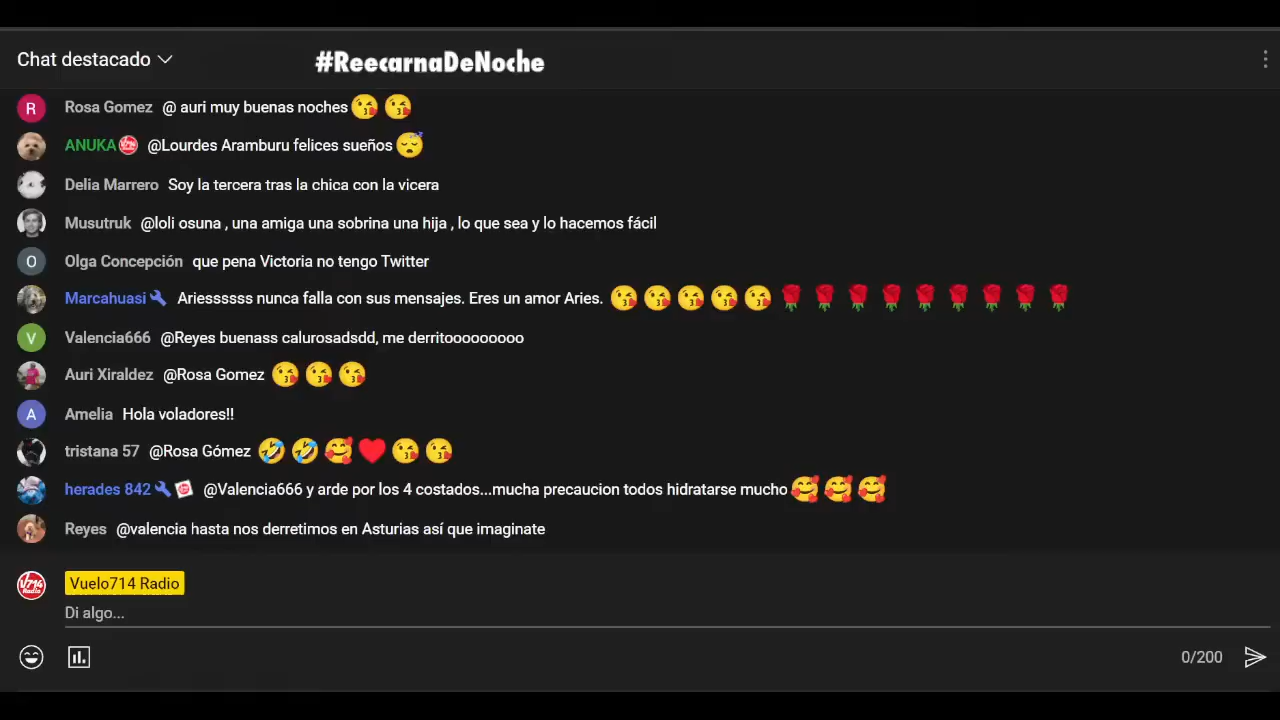 Chat destacado
#ReecarnaDeNoche
R Rosa Gomez @ auri muy buenas noches 😘 😘
ANUKA @Lourdes Aramburu felices sueños 😴
Delia Marrero Soy la tercera tras la chica con la vicera
Musutruk @loli osuna , una amiga una sobrina una hija , lo que sea y lo hacemos fácil
O Olga Concepción que pena Victoria no tengo Twitter
Marcahuasi Ariessssss nunca falla con sus mensajes. Eres un amor Aries. 😘 😘 😘 😘 😘 🌹 🌹 🌹 🌹 🌹 🌹 🌹 🌹 🌹
V Valencia666 @Reyes buenass calurosadsdd, me derritooooooooo
Auri Xiraldez @Rosa Gomez 😘 😘 😘
A Amelia Hola voladores!!
tristana 57 @Rosa Gómez 🤣 🤣 🥰 ❤️ 😘 😘
herades 842 @Valencia666 y arde por los 4 costados...mucha precaucion todos hidratarse mucho 🥰 🥰 🥰
Reyes @valencia hasta nos derretimos en Asturias así que imaginate
V714 Radio
Vuelo714 Radio
Di algo...
0/200